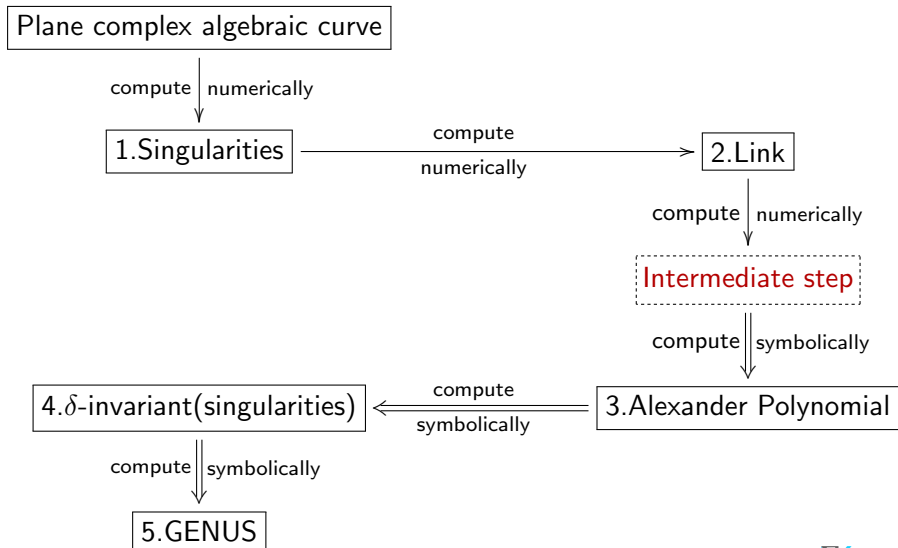 Plane complex algebraic curve
compute numerically
1.Singularities
compute
numerically
2.Link
compute numerically
Intermediate step
compute symbolically
3.Alexander Polynomial
compute
symbolically
4.δ-invariant(singularities)
compute symbolically
5.GENUS